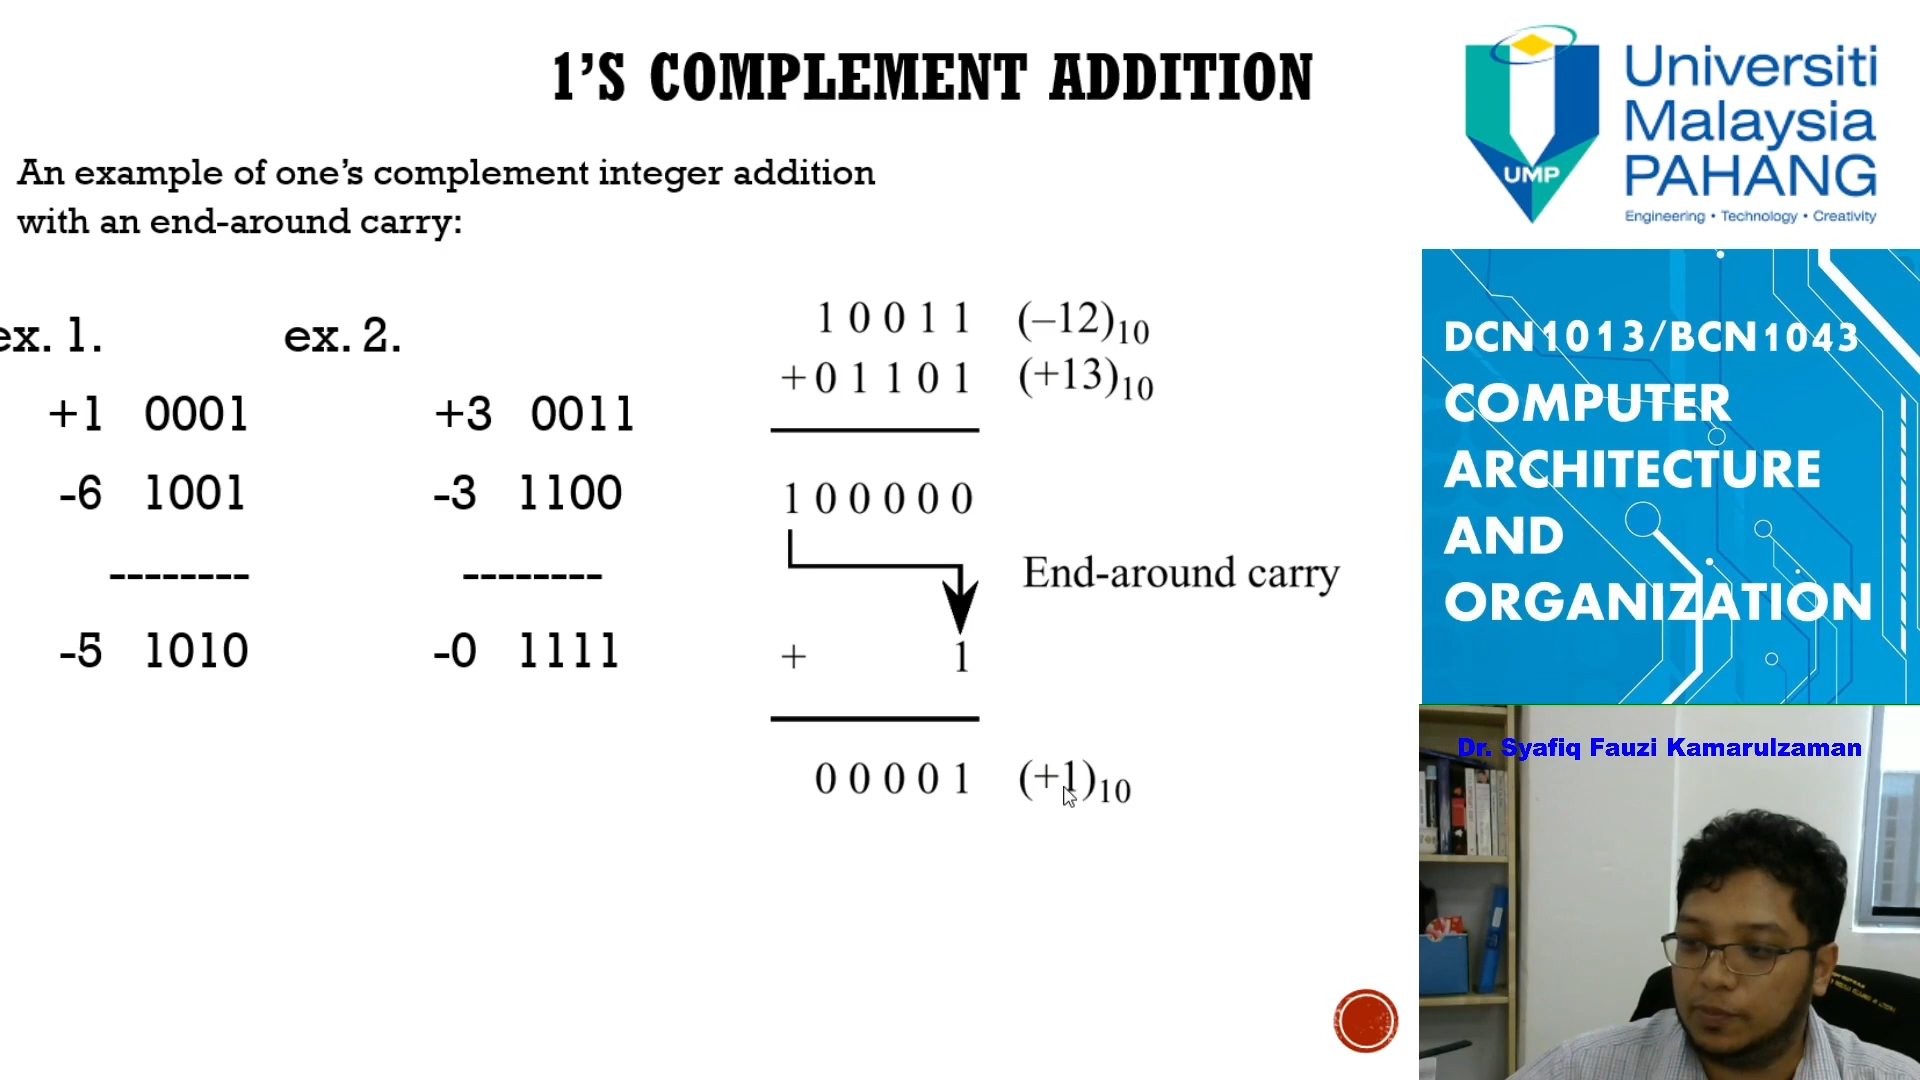 1'S COMPLEMENT ADDITION
An example of one's complement integer addition
with an end-around carry:
ex. 1.
+1 0001
-6 1001
--------
-5 1010
ex. 2.
+3 0011
-3 1100
--------
-0 1111
1 0 0 1 1 (–12)10
+ 0 1 1 0 1 (+13)10
1 0 0 0 0 0
End-around carry
+ 1
0 0 0 0 1 (+1)10
UMP
Universiti
Malaysia
PAHANG
Engineering • Technology • Creativity
DCN1013/BCN1043
COMPUTER
ARCHITECTURE
AND
ORGANIZATION
Dr. Syafiq Fauzi Kamarulzaman